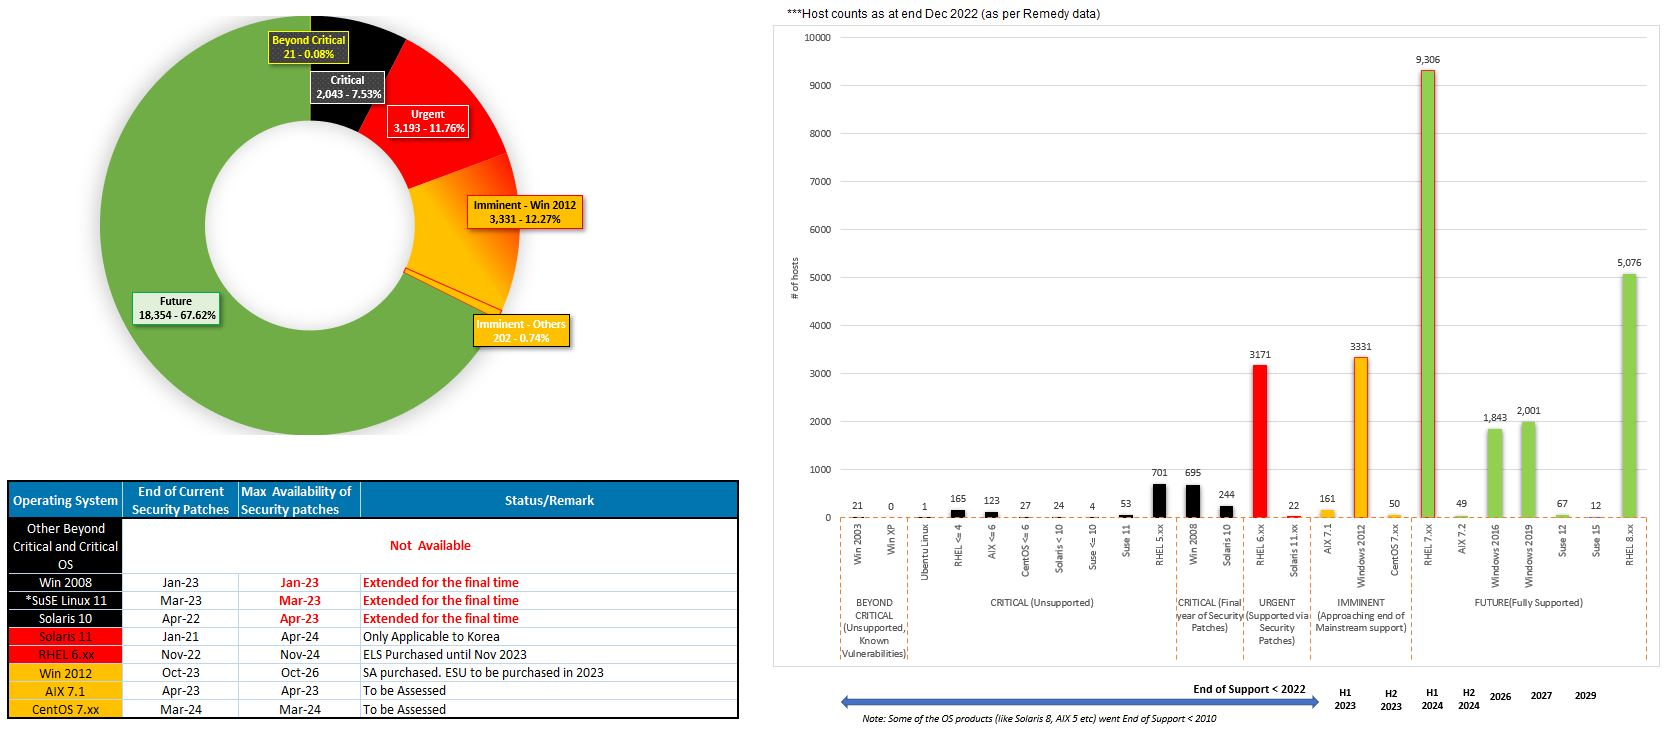 Beyond Critical
21 - 0.08%
Critical
2,043 - 7.53%
Urgent
3,193 - 11.76%
Imminent - Win 2012
3,331 - 12.27%
Imminent - Others
202 - 0.74%
Future
18,354 - 67.62%
Operating System End of Current Security Patches Max Availability of Security patches Status/Remark
Other Beyond
Critical and Critical
OS
Not Available
Win 2008 Jan-23 Jan-23 Extended for the final time
*SuSE Linux 11 Mar-23 Mar-23 Extended for the final time
Solaris 10 Apr-22 Apr-23 Extended for the final time
Solaris 11 Jan-21 Apr-24 Only Applicable to Korea
RHEL 6.xx Nov-22 Nov-24 ELS Purchased until Nov 2023
Win 2012 Oct-23 Oct-26 SA purchased. ESU to be purchased in 2023
AIX 7.1 Apr-23 Apr-23 To be Assessed
CentOS 7.xx Mar-24 Mar-24 To be Assessed
***Host counts as at end Dec 2022 (as per Remedy data)
10000
9000
8000
7000
6000
5000
4000
3000
2000
1000
0
# of hosts
21 0 1 165 123 27 24 4 53 701 695 244 3171 22 161 3331 50 9,306 49 1,843 2,001 67 12 5,076
Win 2003
Win XP
Ubentu Linux
RHEL <= 4
AIX <=6
CentOS <= 6
Solaris < 10
Suse <= 10
Suse 11
RHEL 5.xx
Win 2008
Solaris 10
RHEL 6.xx
Solaris 11.xx
AIX 7.1
Windows 2012
CentOS 7.xx
RHEL 7.xx
AIX 7.2
Windows 2016
Windows 2019
Suse 12
Suse 15
RHEL 8.xx
BEYOND
CRITICAL
(Unsupported,
Known
Vulnerabilities)
CRITICAL (Unsupported)
CRITICAL (Final
year of Security
Patches)
URGENT
(Supported via
Security
Patches)
IMMINENT
(Approaching end of
Mainstream support)
FUTURE(Fully Supported)
End of Support < 2022
H1
2023
H2
2023
H1
2024
H2
2024
2026
2027
2029
Note: Some of the OS products (like Solaris 8, AIX 5 etc) went End of Support < 2010